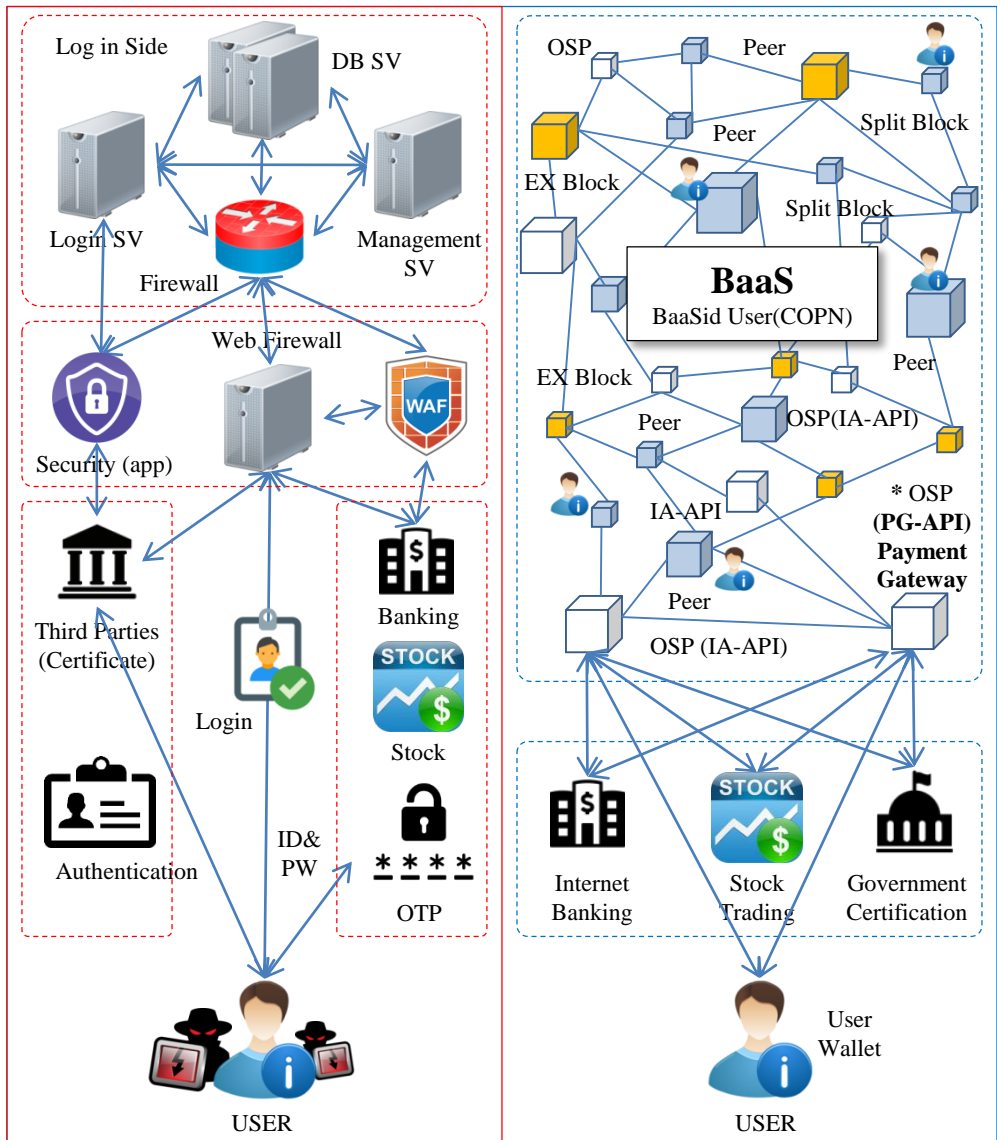 Log in Side
DB SV
Login SV
Management
SV
Firewall
Web Firewall
WAF
Security (app)
Third Parties
(Certificate)
Banking
STOCK
$
Stock
Login
Authentication
ID&
PW
****
OTP
USER
OSP
Peer
Peer
Split Block
EX Block
Split Block
BaaS
BaaSid User(COPN)
Peer
EX Block
Peer
OSP(IA-API)
IA-API
* OSP
(PG-API)
Payment
Gateway
Peer
OSP (IA-API)
STOCK
$
Internet
Banking
Stock
Trading
Government
Certification
User
Wallet
USER